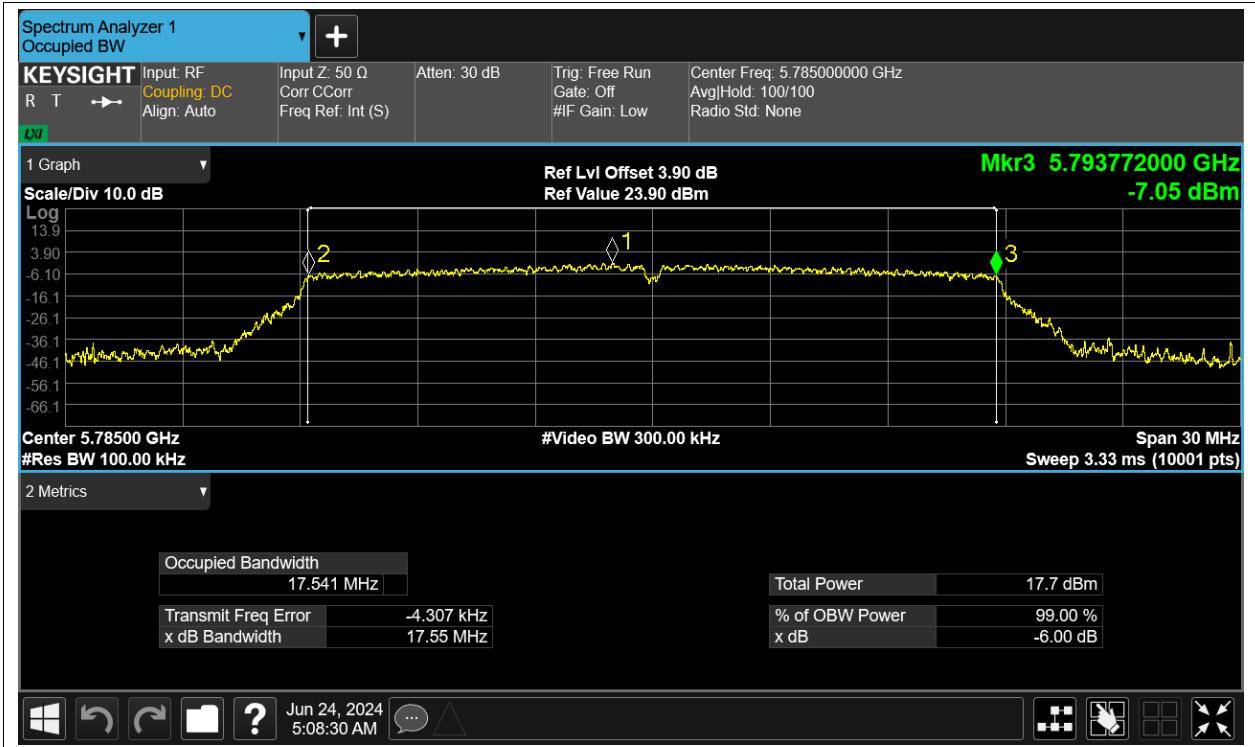 Spectrum Analyzer 1
Occupied BW
KEYSIGHT
R T
LXI
Input: RF
Coupling: DC
Align: Auto
Input Z: 50 Ω
Corr CCorr
Freq Ref: Int (S)
Atten: 30 dB
Trig: Free Run
Gate: Off
#IF Gain: Low
Center Freq: 5.785000000 GHz
Avg|Hold: 100/100
Radio Std: None
1 Graph
Scale/Div 10.0 dB
Ref Lvl Offset 3.90 dB
Ref Value 23.90 dBm
Mkr3 5.793772000 GHz
-7.05 dBm
Log
13.9
3.90
-6.10
-16.1
-26.1
-36.1
-46.1
-56.1
-66.1
2
1
3
Center 5.78500 GHz
#Res BW 100.00 kHz
#Video BW 300.00 kHz
Span 30 MHz
Sweep 3.33 ms (10001 pts)
2 Metrics
Occupied Bandwidth
17.541 MHz
Transmit Freq Error -4.307 kHz
x dB Bandwidth 17.55 MHz
Total Power 17.7 dBm
% of OBW Power 99.00 %
x dB -6.00 dB
?
Jun 24, 2024
5:08:30 AM